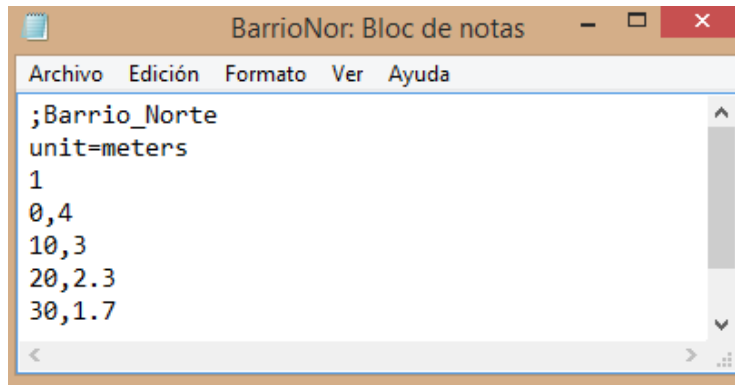 BarrioNor: Bloc de notas
Archivo Edición Formato Ver Ayuda
;Barrio_Norte
unit=meters
1
0,4
10,3
20,2.3
30,1.7